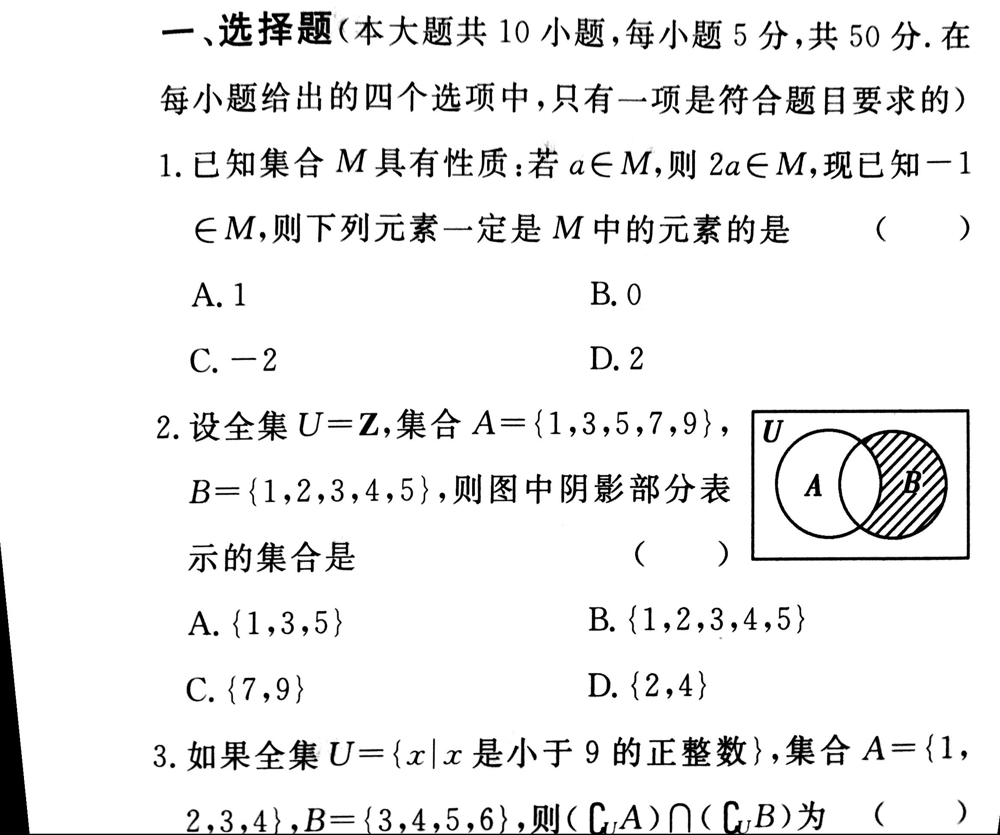 一、选择题(本大题共 10 小题,每小题 5 分,共 50 分. 在
每小题给出的四个选项中,只有一项是符合题目要求的)
1. 已知集合 M 具有性质:若 a∈M,则 2a∈M,现已知-1
∈M,则下列元素一定是 M 中的元素的是 ( )
A. 1 B. 0
C. -2 D. 2
2. 设全集 U=Z,集合 A={1,3,5,7,9},
B={1,2,3,4,5},则图中阴影部分表
示的集合是 ( )
U
A B
A. {1,3,5} B. {1,2,3,4,5}
C. {7,9} D. {2,4}
3. 如果全集 U={x|x 是小于 9 的正整数},集合 A={1,
2,3,4},B={3,4,5,6},则(∁UA)∩(∁UB)为 ( )